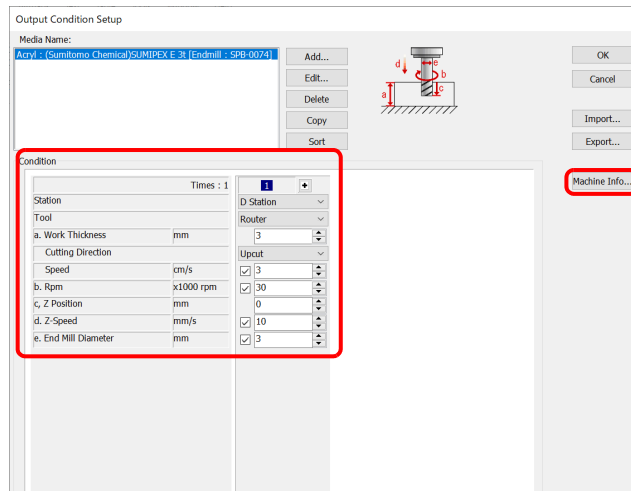 Output Condition Setup
Media Name:
Acryl : (Sumitomo Chemical)SUMIPEX E 3t [Endmill : SPB-0074]
Add...
Edit...
Delete
Copy
Sort
d
e
b
c
a
OK
Cancel
Import...
Export...
Machine Info...
Condition
Times : 1
1
+
Station
D Station
Tool
Router
a. Work Thickness mm 3
Cutting Direction
Upcut
Speed cm/s 3
b. Rpm x1000 rpm 30
c, Z Position mm 0
d. Z-Speed mm/s 10
e. End Mill Diameter mm 3